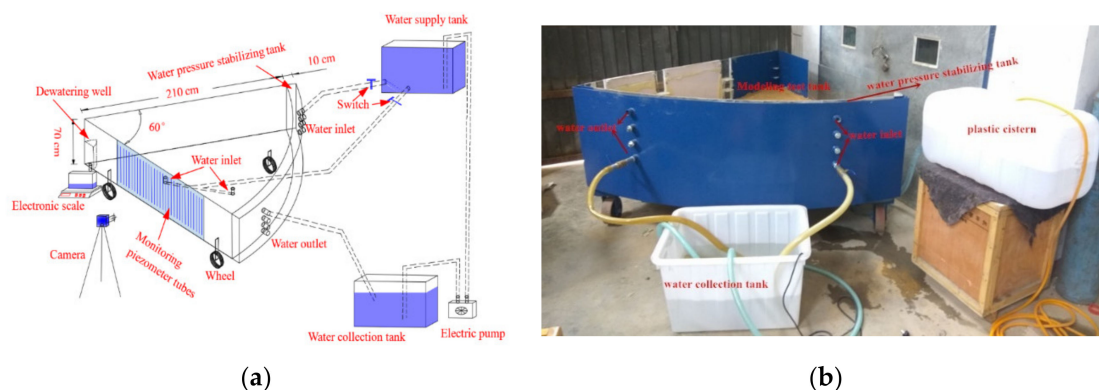 Water supply tank
Water pressure stabilizing tank
10 cm
210 cm
Dewatering well
Switch
Water inlet
60°
70 cm
Water inlet
Electronic scale
Water outlet
Monitoring
piezometer tubes
Camera
Wheel
Water collection tank
Electric pump
(a)
water pressure stabilizing tank
Modeling test tank
plastic cistern
water outlet
water inlet
water collection tank
(b)